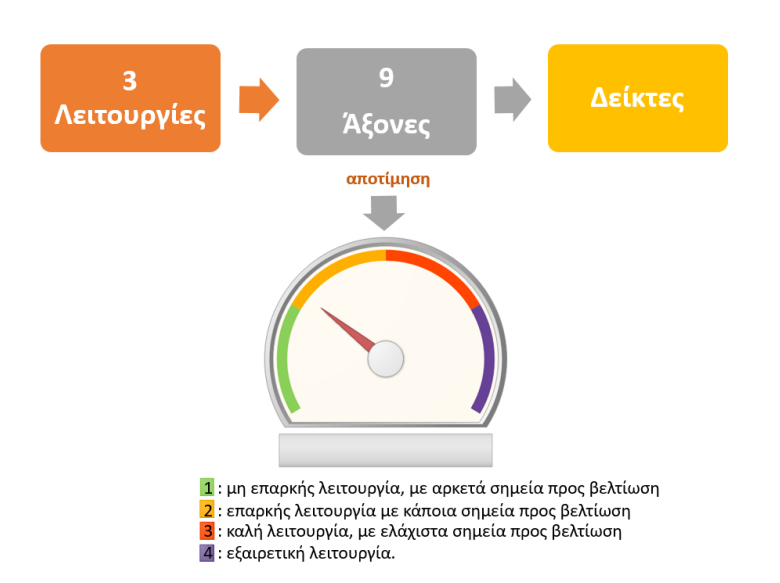 3
Λειτουργίες
9
Άξονες
Δείκτες
αποτίμηση
1 : μη επαρκής λειτουργία, με αρκετά σημεία προς βελτίωση
2 : επαρκής λειτουργία με κάποια σημεία προς βελτίωση
3 : καλή λειτουργία, με ελάχιστα σημεία προς βελτίωση
4 : εξαιρετική λειτουργία.